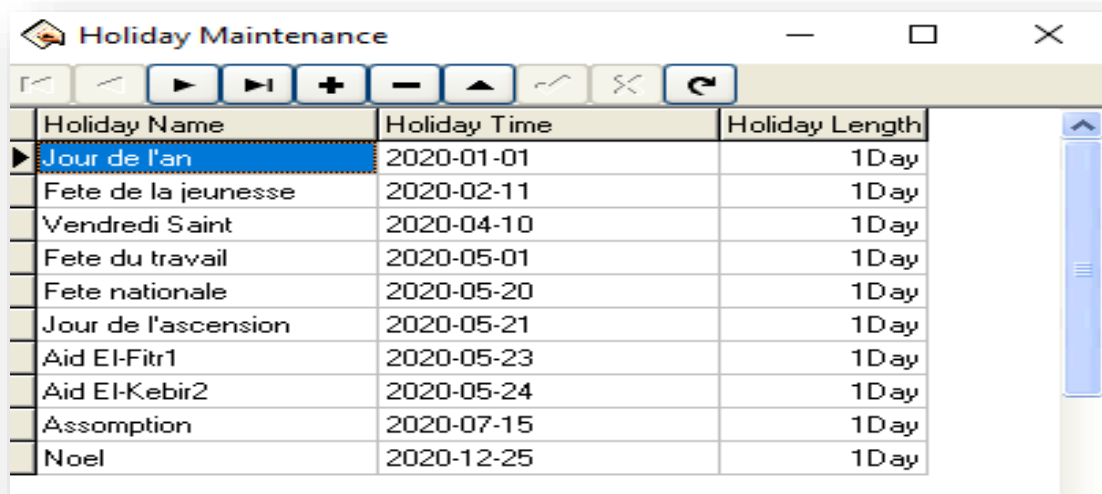 Holiday Maintenance
Holiday Name Holiday Time Holiday Length
Jour de l'an 2020-01-01 1Day
Fete de la jeunesse 2020-02-11 1Day
Vendredi Saint 2020-04-10 1Day
Fete du travail 2020-05-01 1Day
Fete nationale 2020-05-20 1Day
Jour de l'ascension 2020-05-21 1Day
Aid El-Fitr1 2020-05-23 1Day
Aid El-Kebir2 2020-05-24 1Day
Assomption 2020-07-15 1Day
Noel 2020-12-25 1Day